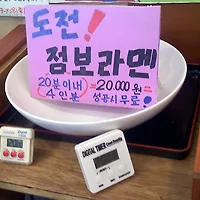 도전!
점보라멘
20분이내 = 20,000원 =
4인분 성공시 무료!
DIGITAL TIMER